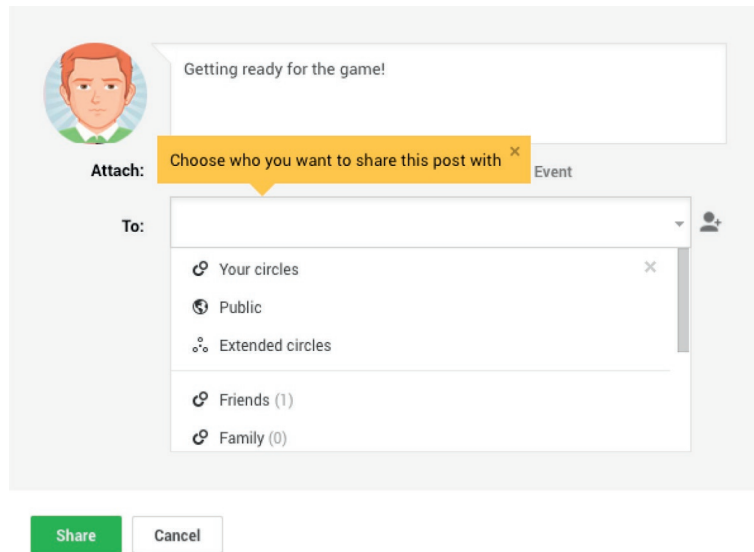 Getting ready for the game!
Choose who you want to share this post with ×
Attach:
Event
To:
Your circles
Public
Extended circles
Friends (1)
Family (0)
Share
Cancel